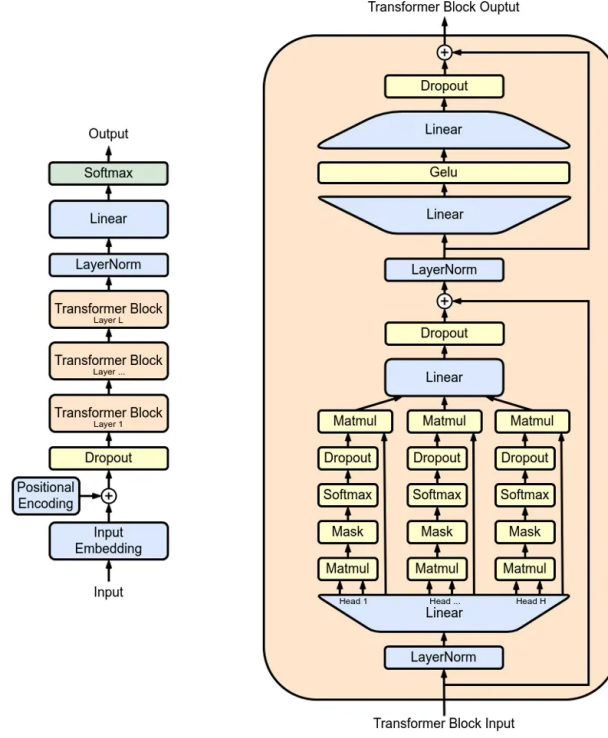 Output
Softmax
Linear
LayerNorm
Transformer Block
Layer L
Transformer Block
Layer ...
Transformer Block
Layer 1
Dropout
Positional
Encoding
+
Input
Embedding
Input
Transformer Block Ouptut
+
Dropout
Linear
Gelu
Linear
LayerNorm
+
Dropout
Linear
Matmul Matmul Matmul
Dropout Dropout Dropout
Softmax Softmax Softmax
Mask Mask Mask
Matmul Matmul Matmul
Head 1 Head ... Head H
Linear
LayerNorm
Transformer Block Input